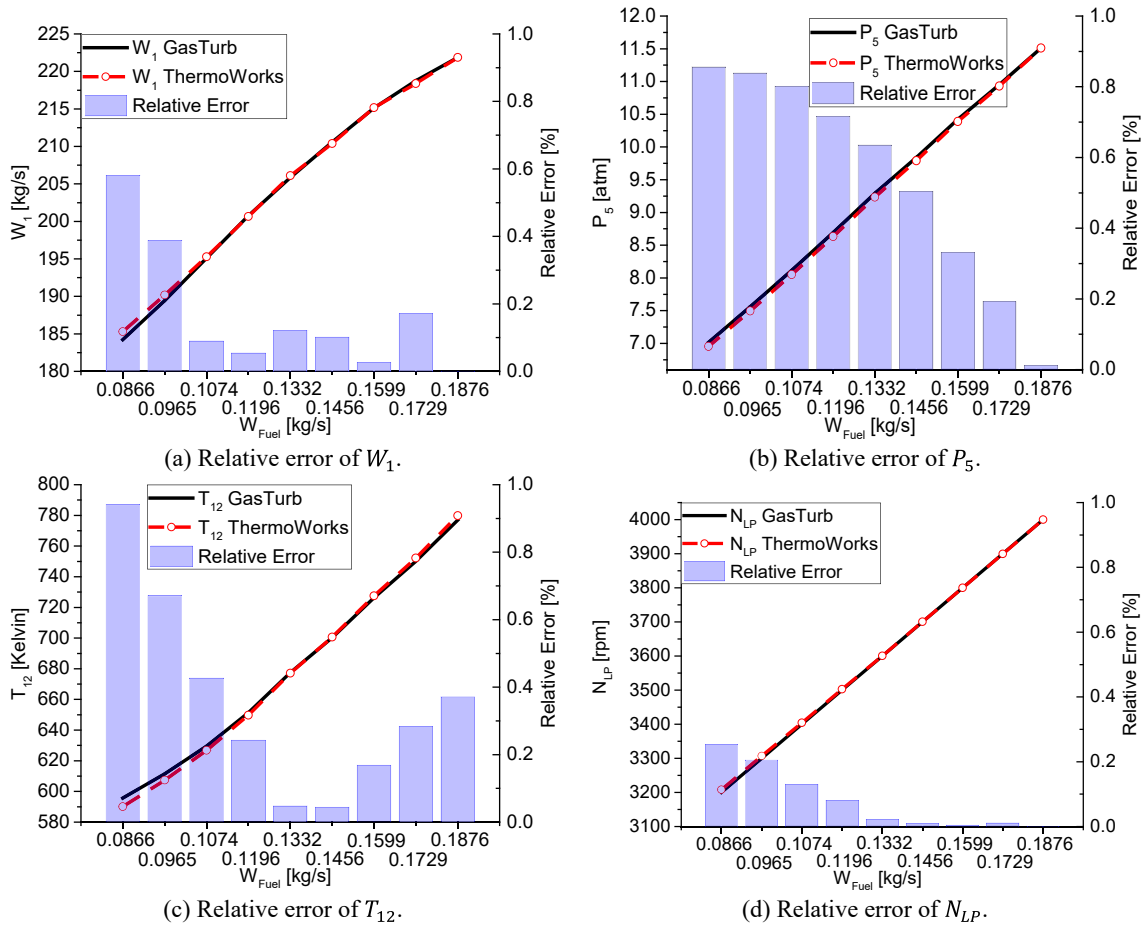 W₁ GasTurb
W₁ ThermoWorks
Relative Error
225
220
215
210
205
200
195
190
185
180
W₁ [kg/s]
1.0
0.8
0.6
0.4
0.2
0.0
Relative Error [%]
0.0866 0.1074 0.1332 0.1599 0.1876
0.0965 0.1196 0.1456 0.1729
W_Fuel [kg/s]
(a) Relative error of W₁.
P₅ GasTurb
P₅ ThermoWorks
Relative Error
12.0
11.5
11.0
10.5
10.0
9.5
9.0
8.5
8.0
7.5
7.0
P₅ [atm]
1.0
0.8
0.6
0.4
0.2
0.0
Relative Error [%]
0.0866 0.1074 0.1332 0.1599 0.1876
0.0965 0.1196 0.1456 0.1729
W_Fuel [kg/s]
(b) Relative error of P₅.
T₁₂ GasTurb
T₁₂ ThermoWorks
Relative Error
800
780
760
740
720
700
680
660
640
620
600
580
T₁₂ [Kelvin]
1.0
0.8
0.6
0.4
0.2
0.0
Relative Error [%]
0.0866 0.1074 0.1332 0.1599 0.1876
0.0965 0.1196 0.1456 0.1729
W_Fuel [kg/s]
(c) Relative error of T₁₂.
N_LP GasTurb
N_LP ThermoWorks
Relative Error
4000
3900
3800
3700
3600
3500
3400
3300
3200
3100
N_LP [rpm]
1.0
0.8
0.6
0.4
0.2
0.0
Relative Error [%]
0.0866 0.1074 0.1332 0.1599 0.1876
0.0965 0.1196 0.1456 0.1729
W_Fuel [kg/s]
(d) Relative error of N_LP.